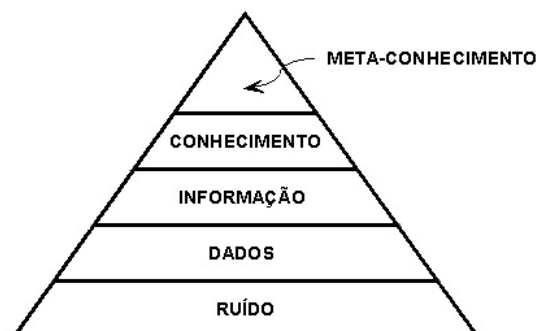 META-CONHECIMENTO
CONHECIMENTO
INFORMAÇÃO
DADOS
RUÍDO